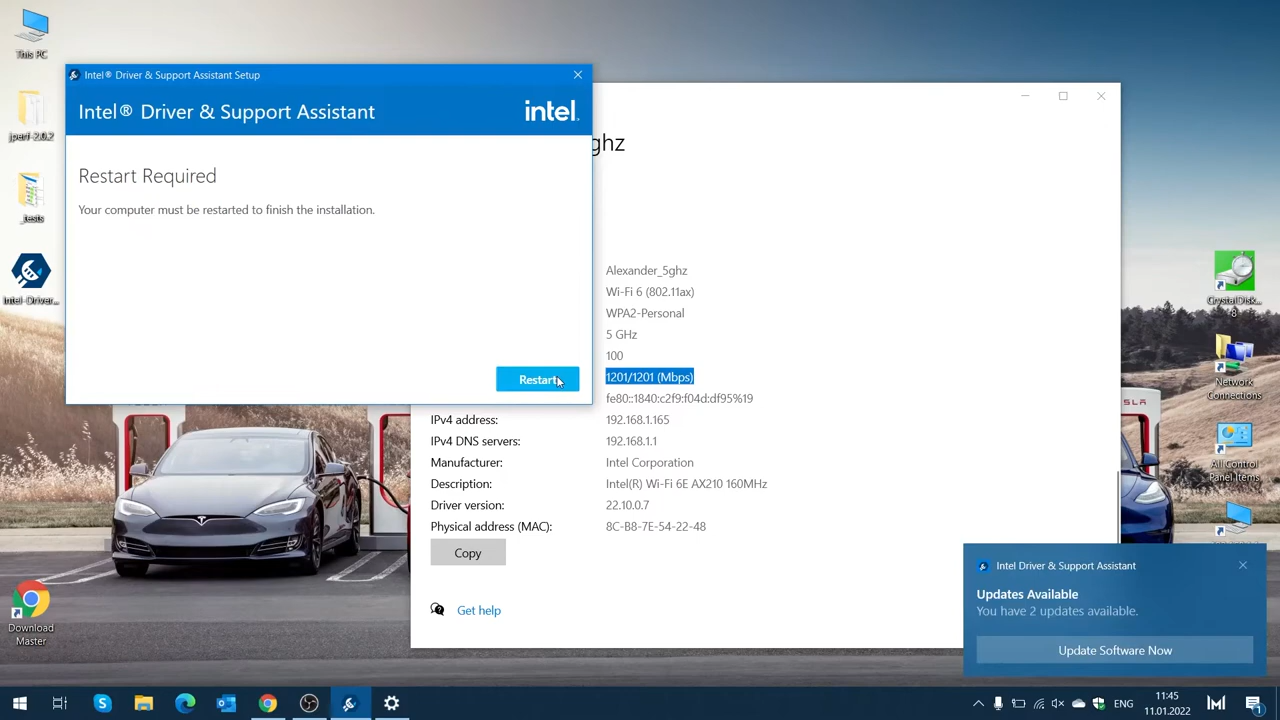 This PC
jperf-2.0.2
_tests
Intel-Driver...
Download
Master
Intel® Driver & Support Assistant Setup
Intel® Driver & Support Assistant
intel.
Restart Required
Your computer must be restarted to finish the installation.
Restart
ghz
Alexander_5ghz
Wi-Fi 6 (802.11ax)
WPA2-Personal
5 GHz
100
1201/1201 (Mbps)
fe80::1840:c2f9:f04d:df95%19
IPv4 address: 192.168.1.165
IPv4 DNS servers: 192.168.1.1
Manufacturer: Intel Corporation
Description: Intel(R) Wi-Fi 6E AX210 160MHz
Driver version: 22.10.0.7
Physical address (MAC): 8C-B8-7E-54-22-48
Copy
Get help
CrystalDisk...
8
Network
Connections
SLA
All Control
Panel Items
Intel Driver & Support Assistant
Updates Available
You have 2 updates available.
Update Software Now
ENG
11:45
11.01.2022
1